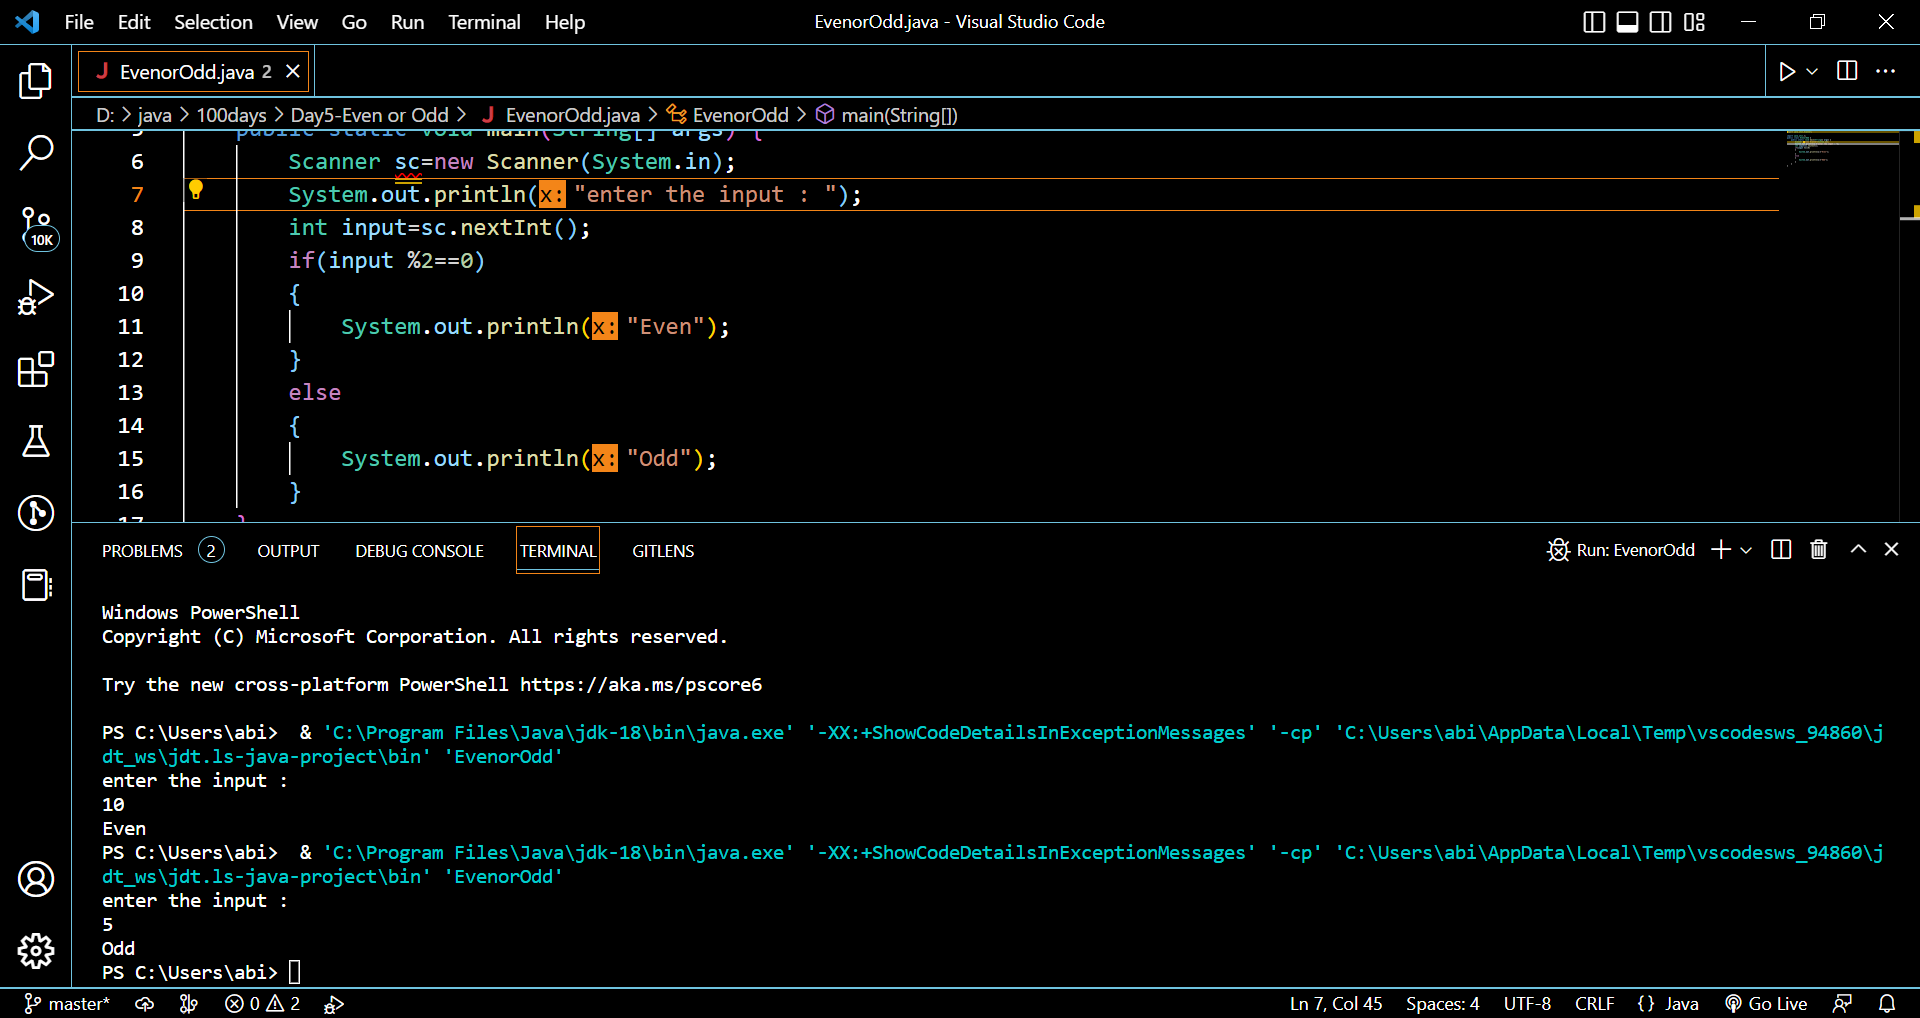 File Edit Selection View Go Run Terminal Help EvenorOdd.java - Visual Studio Code
J EvenorOdd.java 2
D: > java > 100days > Day5-Even or Odd > J EvenorOdd.java > EvenorOdd > main(String[])
5 public static void main(String[] args) {
6 Scanner sc=new Scanner(System.in);
7 System.out.println(x: "enter the input : ");
8 int input=sc.nextInt();
9 if(input %2==0)
10 {
11 System.out.println(x: "Even");
12 }
13 else
14 {
15 System.out.println(x: "Odd");
16 }
17 }
10K
PROBLEMS 2 OUTPUT DEBUG CONSOLE TERMINAL GITLENS Run: EvenorOdd
Windows PowerShell
Copyright (C) Microsoft Corporation. All rights reserved.
Try the new cross-platform PowerShell https://aka.ms/pscore6
PS C:\Users\abi>  & 'C:\Program Files\Java\jdk-18\bin\java.exe' '-XX:+ShowCodeDetailsInExceptionMessages' '-cp' 'C:\Users\abi\AppData\Local\Temp\vscodesws_94860\j
dt_ws\jdt.ls-java-project\bin' 'EvenorOdd'
enter the input :
10
Even
PS C:\Users\abi>  & 'C:\Program Files\Java\jdk-18\bin\java.exe' '-XX:+ShowCodeDetailsInExceptionMessages' '-cp' 'C:\Users\abi\AppData\Local\Temp\vscodesws_94860\j
dt_ws\jdt.ls-java-project\bin' 'EvenorOdd'
enter the input :
5
Odd
PS C:\Users\abi>
master* 0 2 Ln 7, Col 45 Spaces: 4 UTF-8 CRLF {} Java Go Live